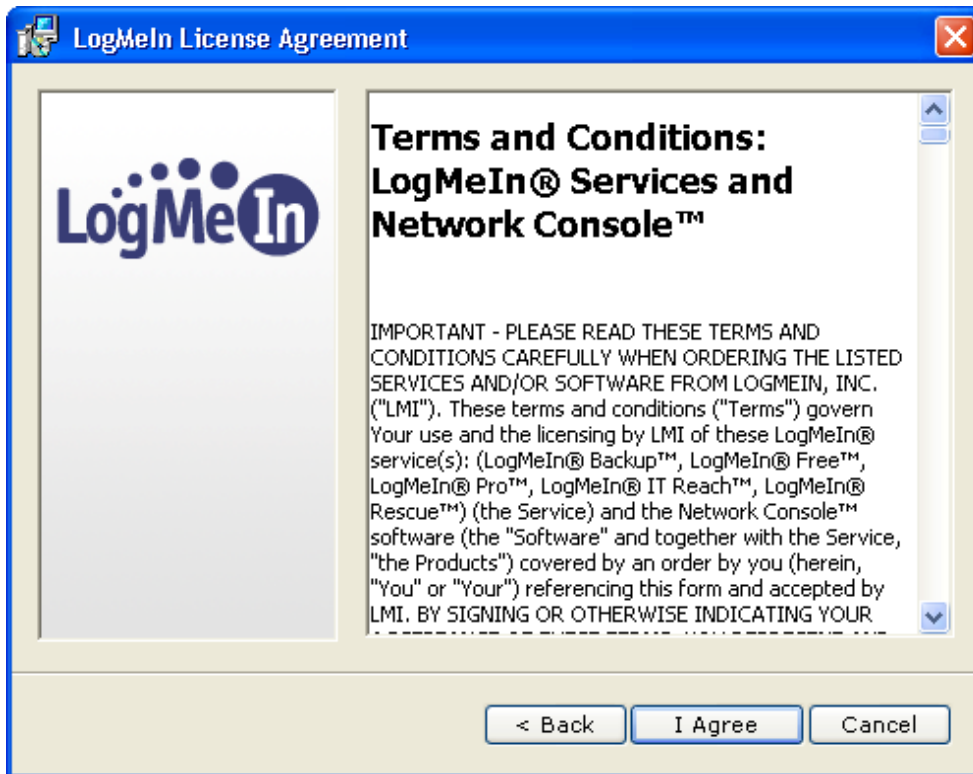 LogMeIn License Agreement
LogMeIn
Terms and Conditions:
LogMeIn® Services and
Network Console™
IMPORTANT - PLEASE READ THESE TERMS AND
CONDITIONS CAREFULLY WHEN ORDERING THE LISTED
SERVICES AND/OR SOFTWARE FROM LOGMEIN, INC.
("LMI"). These terms and conditions ("Terms") govern
Your use and the licensing by LMI of these LogMeIn®
service(s): (LogMeIn® Backup™, LogMeIn® Free™,
LogMeIn® Pro™, LogMeIn® IT Reach™, LogMeIn®
Rescue™) (the Service) and the Network Console™
software (the "Software" and together with the Service,
"the Products") covered by an order by you (herein,
"You" or "Your") referencing this form and accepted by
LMI. BY SIGNING OR OTHERWISE INDICATING YOUR
< Back
I Agree
Cancel